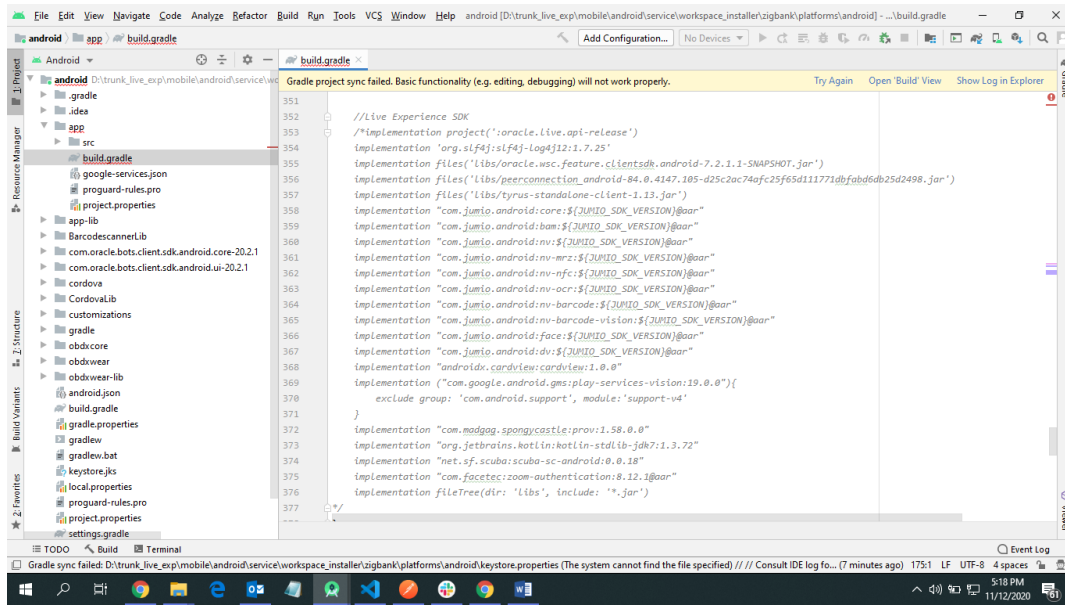 File Edit View Navigate Code Analyze Refactor Build Run Tools VCS Window Help android [D:\trunk_live_exp\mobile\android\service\workspace_installer\zigbank\platforms\android] - ...\build.gradle
android app build.gradle Add Configuration... No Devices
Android
build.gradle
Gradle project sync failed. Basic functionality (e.g. editing, debugging) will not work properly. Try Again Open 'Build' View Show Log in Explorer
1: Project
Resource Manager
7: Structure
Build Variants
2: Favorites
android D:\trunk_live_exp\mobile\android\service\wo
.gradle
.idea
app
src
build.gradle
google-services.json
proguard-rules.pro
project.properties
app-lib
BarcodescannerLib
com.oracle.bots.client.sdk.android.core-20.2.1
com.oracle.bots.client.sdk.android.ui-20.2.1
cordova
CordovaLib
customizations
gradle
obdxcore
obdxwear
obdxwear-lib
android.json
build.gradle
gradle.properties
gradlew
gradlew.bat
keystore.jks
local.properties
proguard-rules.pro
project.properties
settings.gradle
351
352 //Live Experience SDK
353 /*implementation project(':oracle.live.api-release')
354 implementation 'org.slf4j:slf4j-log4j12:1.7.25'
355 implementation files('libs/oracle.wsc.feature.clientsdk.android-7.2.1.1-SNAPSHOT.jar')
356 implementation files('libs/peerconnection_android-84.0.4147.105-d25c2ac74afc25f65d111771dbfabd6db25d2498.jar')
357 implementation files('libs/tyrus-standalone-client-1.13.jar')
358 implementation "com.jumio.android:core:${JUMIO_SDK_VERSION}@aar"
359 implementation "com.jumio.android:bam:${JUMIO_SDK_VERSION}@aar"
360 implementation "com.jumio.android:nv:${JUMIO_SDK_VERSION}@aar"
361 implementation "com.jumio.android:nv-mrz:${JUMIO_SDK_VERSION}@aar"
362 implementation "com.jumio.android:nv-nfc:${JUMIO_SDK_VERSION}@aar"
363 implementation "com.jumio.android:nv-ocr:${JUMIO_SDK_VERSION}@aar"
364 implementation "com.jumio.android:nv-barcode:${JUMIO_SDK_VERSION}@aar"
365 implementation "com.jumio.android:nv-barcode-vision:${JUMIO_SDK_VERSION}@aar"
366 implementation "com.jumio.android:face:${JUMIO_SDK_VERSION}@aar"
367 implementation "com.jumio.android:dv:${JUMIO_SDK_VERSION}@aar"
368 implementation "androidx.cardview:cardview:1.0.0"
369 implementation ("com.google.android.gms:play-services-vision:19.0.0"){
370 exclude group: 'com.android.support', module:'support-v4'
371 }
372 implementation "com.madgag.spongycastle:prov:1.58.0.0"
373 implementation "org.jetbrains.kotlin:kotlin-stdlib-jdk7:1.3.72"
374 implementation "net.sf.scuba:scuba-sc-android:0.0.18"
375 implementation "com.facetec:zoom-authentication:8.12.1@aar"
376 implementation fileTree(dir: 'libs', include: '*.jar')
377 */
TODO Build Terminal Event Log
Gradle sync failed: D:\trunk_live_exp\mobile\android\service\workspace_installer\zigbank\platforms\android\keystore.properties (The system cannot find the file specified) // // Consult IDE log fo... (7 minutes ago) 175:1 LF UTF-8 4 spaces
5:18 PM
11/12/2020
61